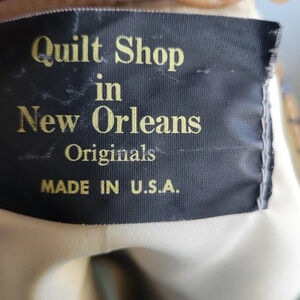 Quilt Shop
in
New Orleans
Originals
MADE IN U.S.A.